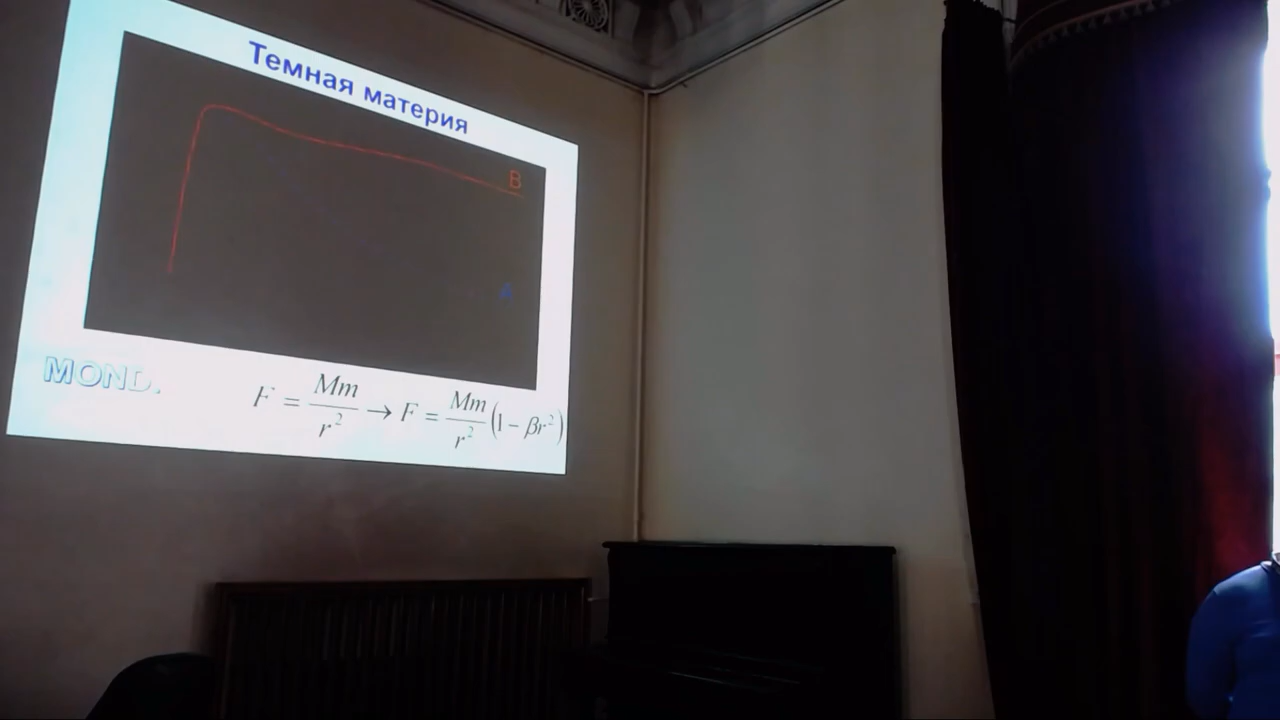 Темная материя
B
A
MOND.
F = Mm / r² → F = Mm / r² (1 − βr²)